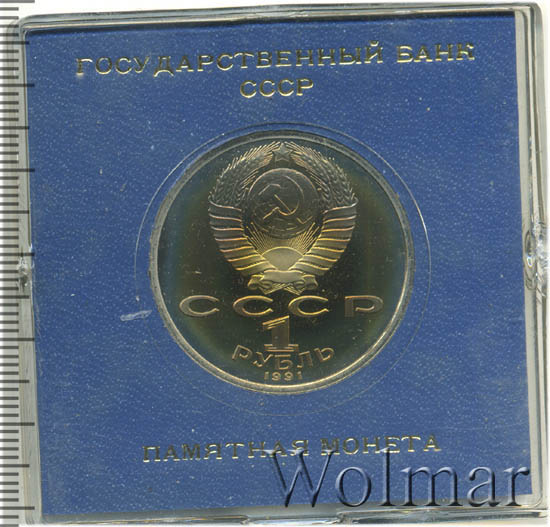 ГОСУДАРСТВЕННЫЙ БАНК
СССР
СССР
1
РУБЛЬ
1991
ПАМЯТНАЯ МОНЕТА
Wolmar